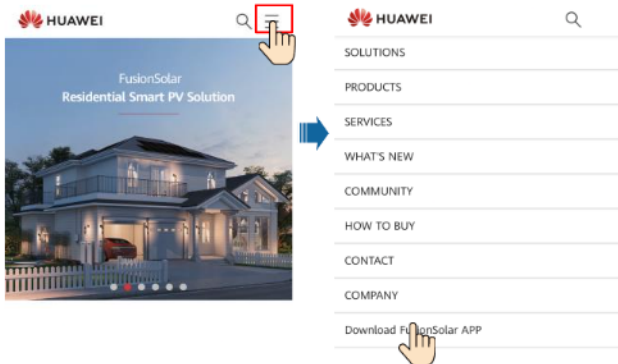 HUAWEI
FusionSolar
Residential Smart PV Solution
HUAWEI
SOLUTIONS
PRODUCTS
SERVICES
WHAT'S NEW
COMMUNITY
HOW TO BUY
CONTACT
COMPANY
Download FusionSolar APP